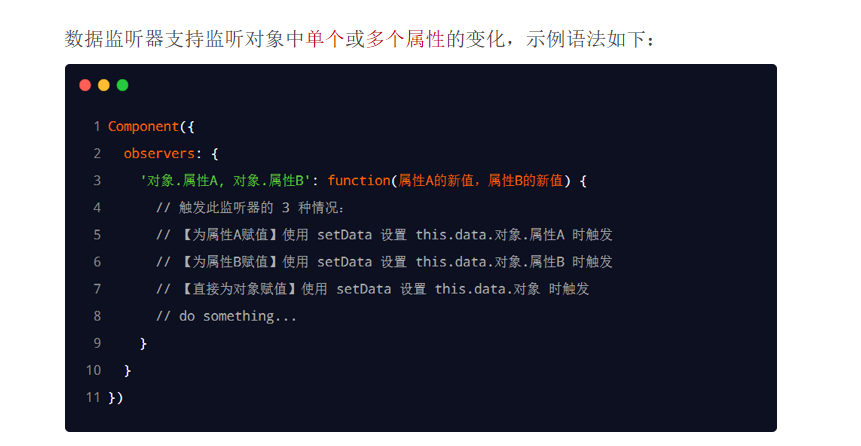 数据监听器支持监听对象中单个或多个属性的变化，示例语法如下：
1 Component({
2   observers: {
3     '对象.属性A, 对象.属性B': function(属性A的新值, 属性B的新值) {
4       // 触发此监听器的 3 种情况：
5       // 【为属性A赋值】使用 setData 设置 this.data.对象.属性A 时触发
6       // 【为属性B赋值】使用 setData 设置 this.data.对象.属性B 时触发
7       // 【直接为对象赋值】使用 setData 设置 this.data.对象 时触发
8       // do something...
9     }
10   }
11 })